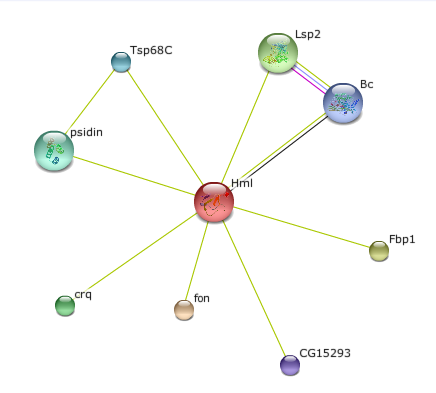 Lsp2
Tsp68C
Bc
psidin
Hml
Fbp1
crq
fon
CG15293